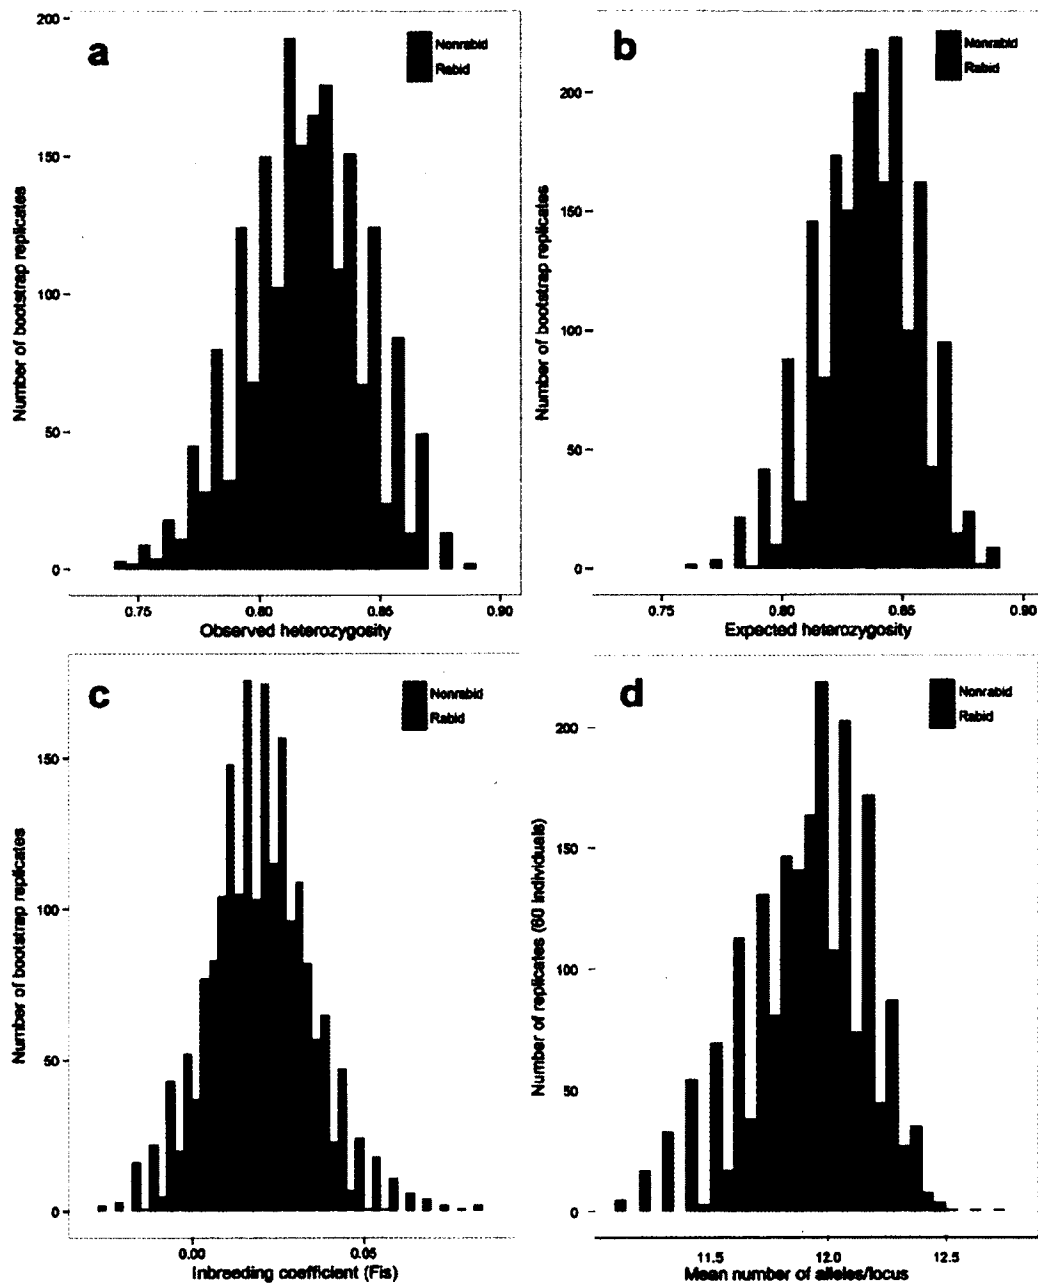 a
Nonrabid
Rabid
200
150
100
50
0
Number of bootstrap replicates
0.75 0.80 0.85 0.90
Observed heterozygosity
b
Nonrabid
Rabid
200
150
100
50
0
Number of bootstrap replicates
0.75 0.80 0.85 0.90
Expected heterozygosity
c
Nonrabid
Rabid
150
100
50
0
Number of bootstrap replicates
0.00 0.05
Inbreeding coefficient (Fis)
d
Nonrabid
Rabid
200
150
100
50
0
Number of replicates (60 individuals)
11.5 12.0 12.5
Mean number of alleles/locus